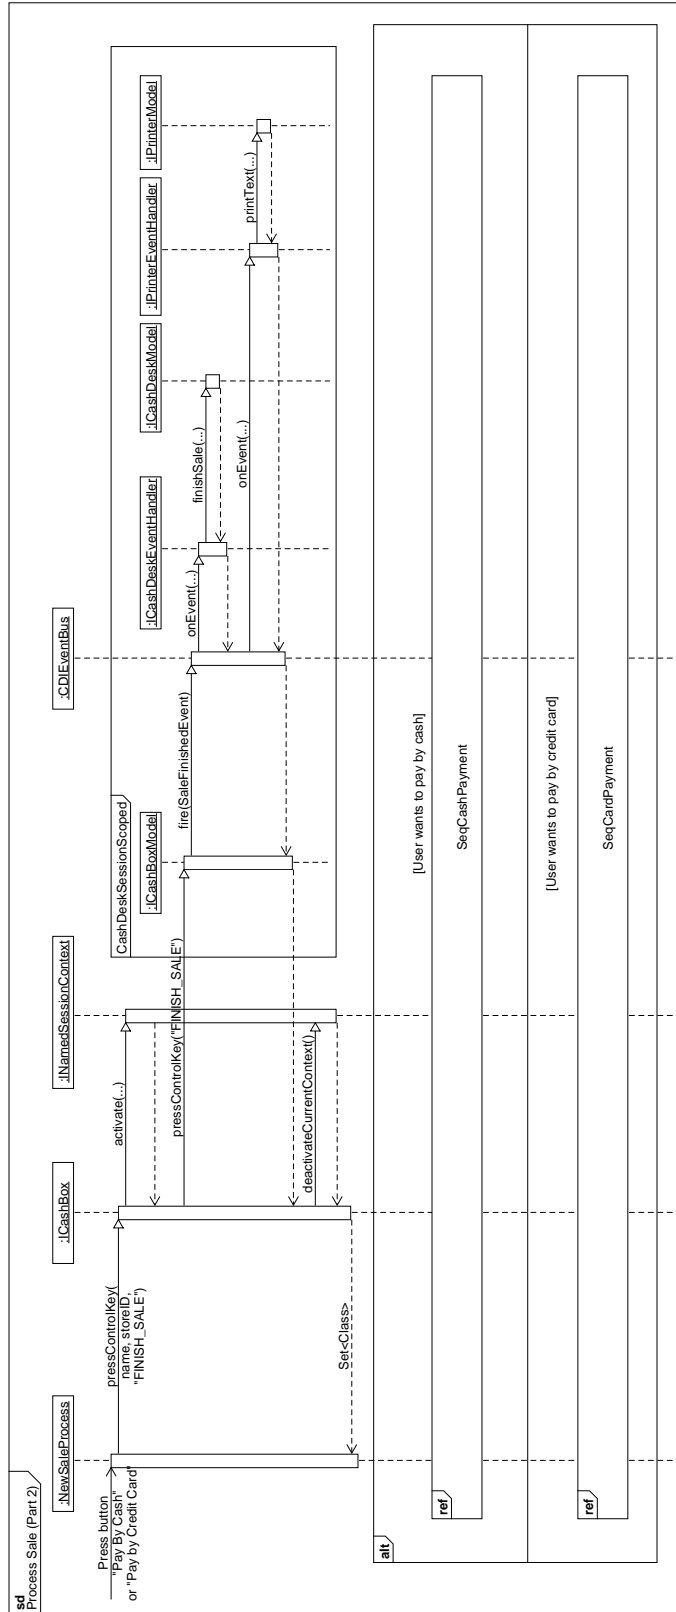 sd
Process Sale (Part 2)
:NewSaleProcess
:ICashBox
:INamedSessionContext
:CDIEventBus
CashDeskSessionScoped
:ICashBoxModel
:ICashDeskEventHandler
:ICashDeskModel
:IPrinterEventHandler
:IPrinterModel
Press button
"Pay By Cash"
or "Pay by Credit Card"
pressControlKey(
name, storeID,
"FINISH_SALE")
activate(...)
pressControlKey("FINISH_SALE")
fire(SaleFinishedEvent)
onEvent(...)
finishSale(...)
onEvent(...)
printText(...)
deactivateCurrentContext()
Set<Class>
alt
[User wants to pay by cash]
ref
SeqCashPayment
[User wants to pay by credit card]
ref
SeqCardPayment